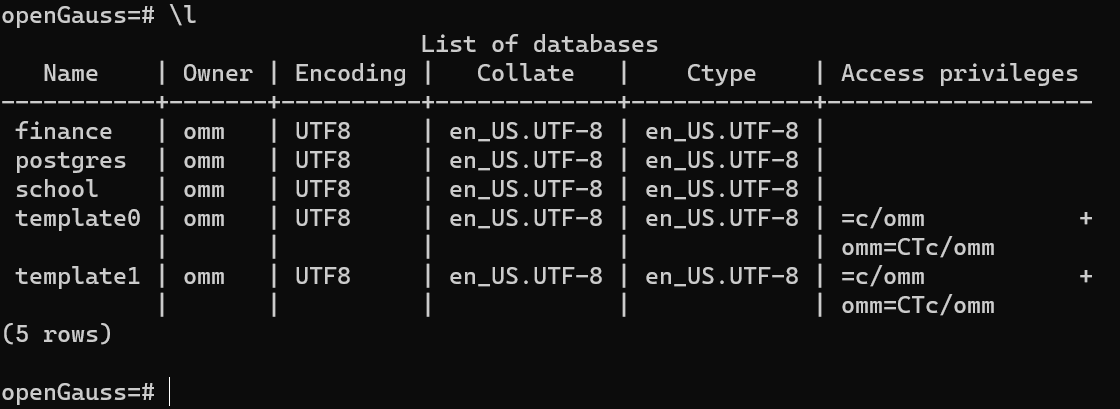 openGauss=# \l
                              List of databases
   Name    | Owner | Encoding |   Collate   |    Ctype    | Access privileges
-----------+-------+----------+-------------+-------------+-------------------
 finance   | omm   | UTF8     | en_US.UTF-8 | en_US.UTF-8 |
 postgres  | omm   | UTF8     | en_US.UTF-8 | en_US.UTF-8 |
 school    | omm   | UTF8     | en_US.UTF-8 | en_US.UTF-8 |
 template0 | omm   | UTF8     | en_US.UTF-8 | en_US.UTF-8 | =c/omm           +
           |       |          |             |             | omm=CTc/omm
 template1 | omm   | UTF8     | en_US.UTF-8 | en_US.UTF-8 | =c/omm           +
           |       |          |             |             | omm=CTc/omm
(5 rows)

openGauss=#